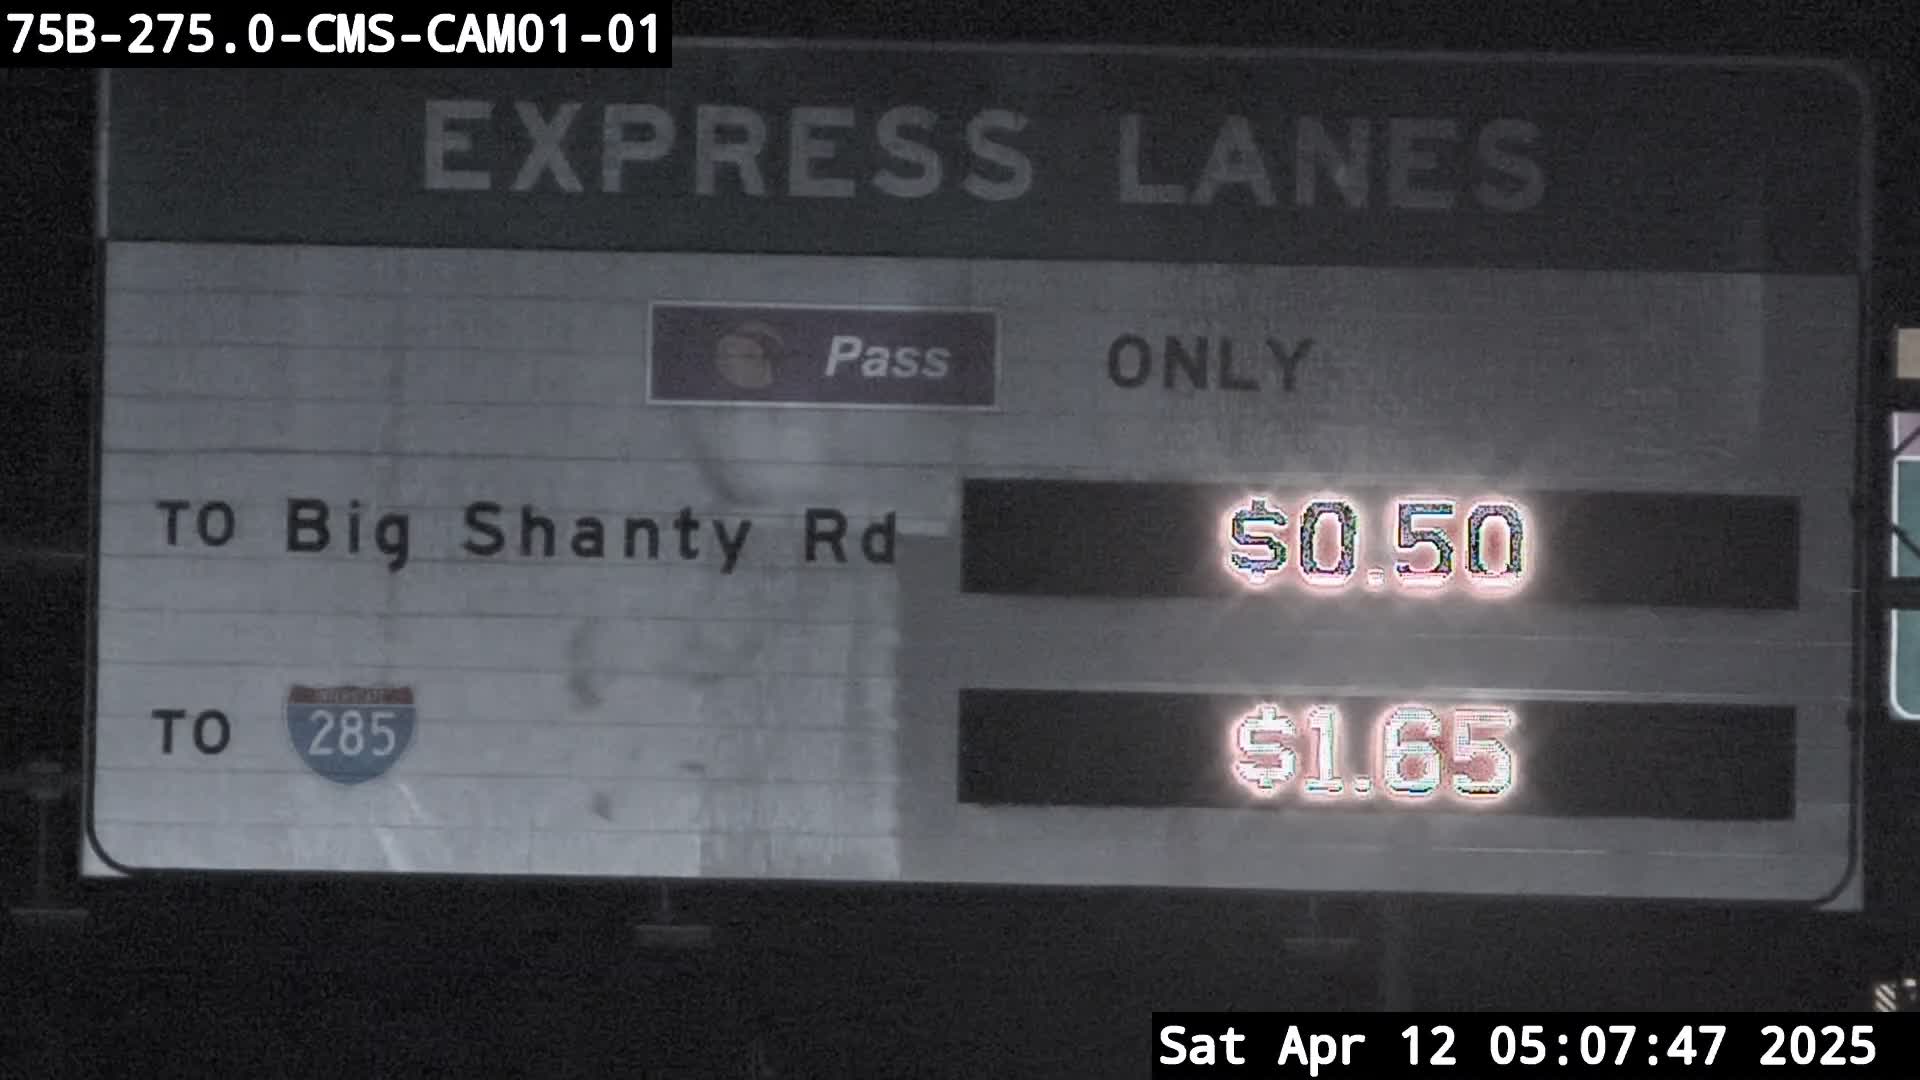 75B-275.0-CMS-CAM01-01
EXPRESS LANES
Pass ONLY
TO Big Shanty Rd $0.50
TO 285 $1.65
Sat Apr 12 05:07:47 2025